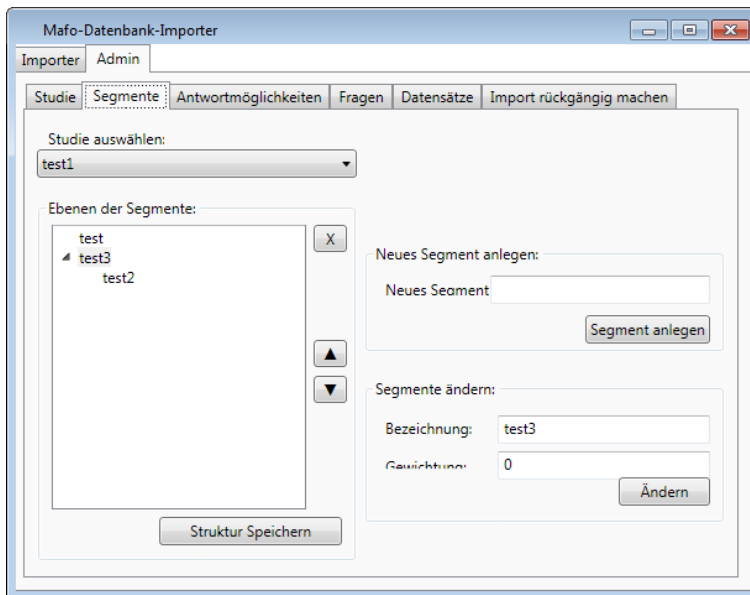 Mafo-Datenbank-Importer
Importer Admin
Studie Segmente Antwortmöglichkeiten Fragen Datensätze Import rückgängig machen
Studie auswählen:
test1
Ebenen der Segmente:
test
test3
test2
X
▲
▼
Struktur Speichern
Neues Segment anlegen:
Neues Segment
Segment anlegen
Segmente ändern:
Bezeichnung: test3
Gewichtung: 0
Ändern